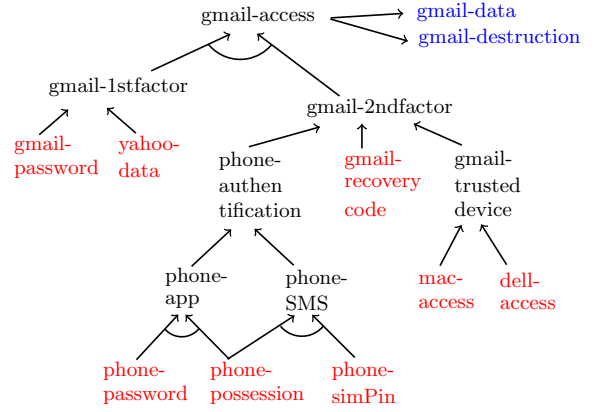 gmail-access
gmail-data
gmail-destruction
gmail-1stfactor
gmail-2ndfactor
gmail-
password
yahoo-
data
phone-
authen
tification
gmail-
recovery
code
gmail-
trusted
device
phone-
app
phone-
SMS
mac-
access
dell-
access
phone-
password
phone-
possession
phone-
simPin